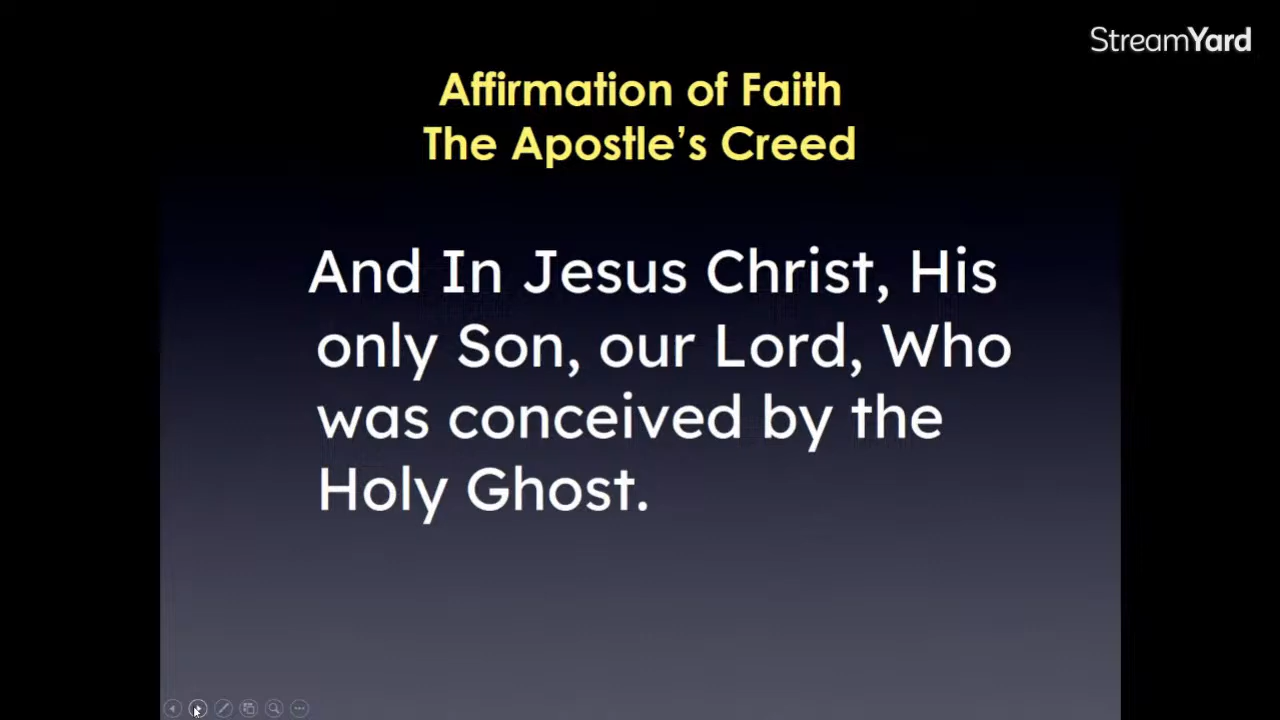 StreamYard
Affirmation of Faith
The Apostle’s Creed
And In Jesus Christ, His
only Son, our Lord, Who
was conceived by the
Holy Ghost.